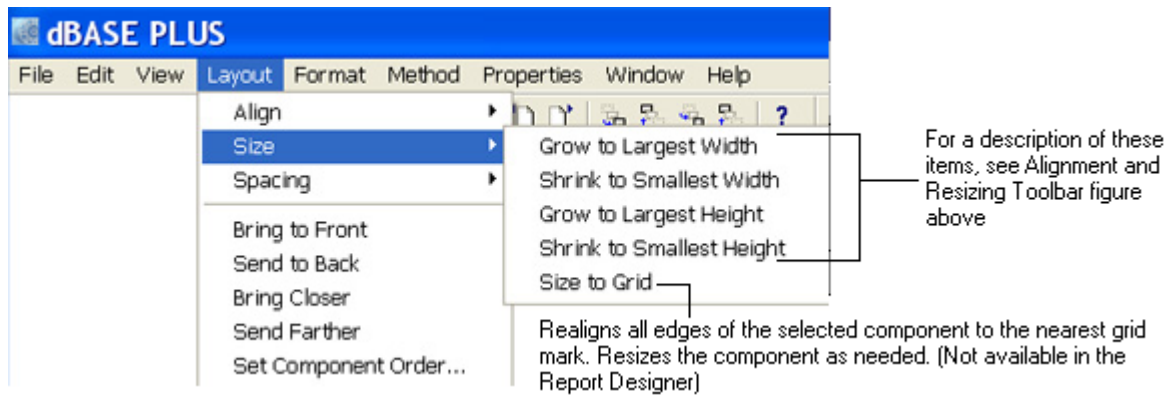 dBASE PLUS
File Edit View Layout Format Method Properties Window Help
Align
Size
Spacing
Bring to Front
Send to Back
Bring Closer
Send Farther
Set Component Order...
?
Grow to Largest Width
Shrink to Smallest Width
Grow to Largest Height
Shrink to Smallest Height
Size to Grid
For a description of these
items, see Alignment and
Resizing Toolbar figure
above
Realigns all edges of the selected component to the nearest grid
mark. Resizes the component as needed. (Not available in the
Report Designer)